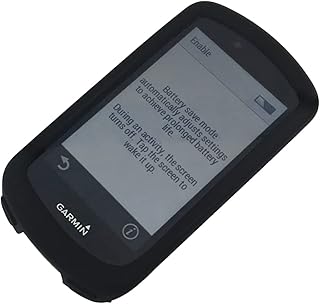 Enable
Battery save mode
automatically adjusts settings
to achieve prolonged battery
life.
During an activity, the screen
turns off. Tap the screen to
wake it up.
GARMIN